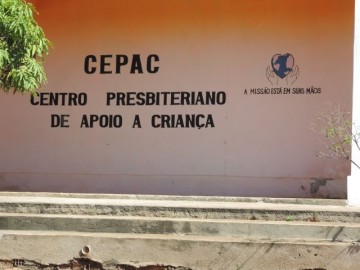 CEPAC
CENTRO PRESBITERIANO
DE APOIO A CRIANÇA
A MISSÃO ESTÁ EM SUAS MÃOS